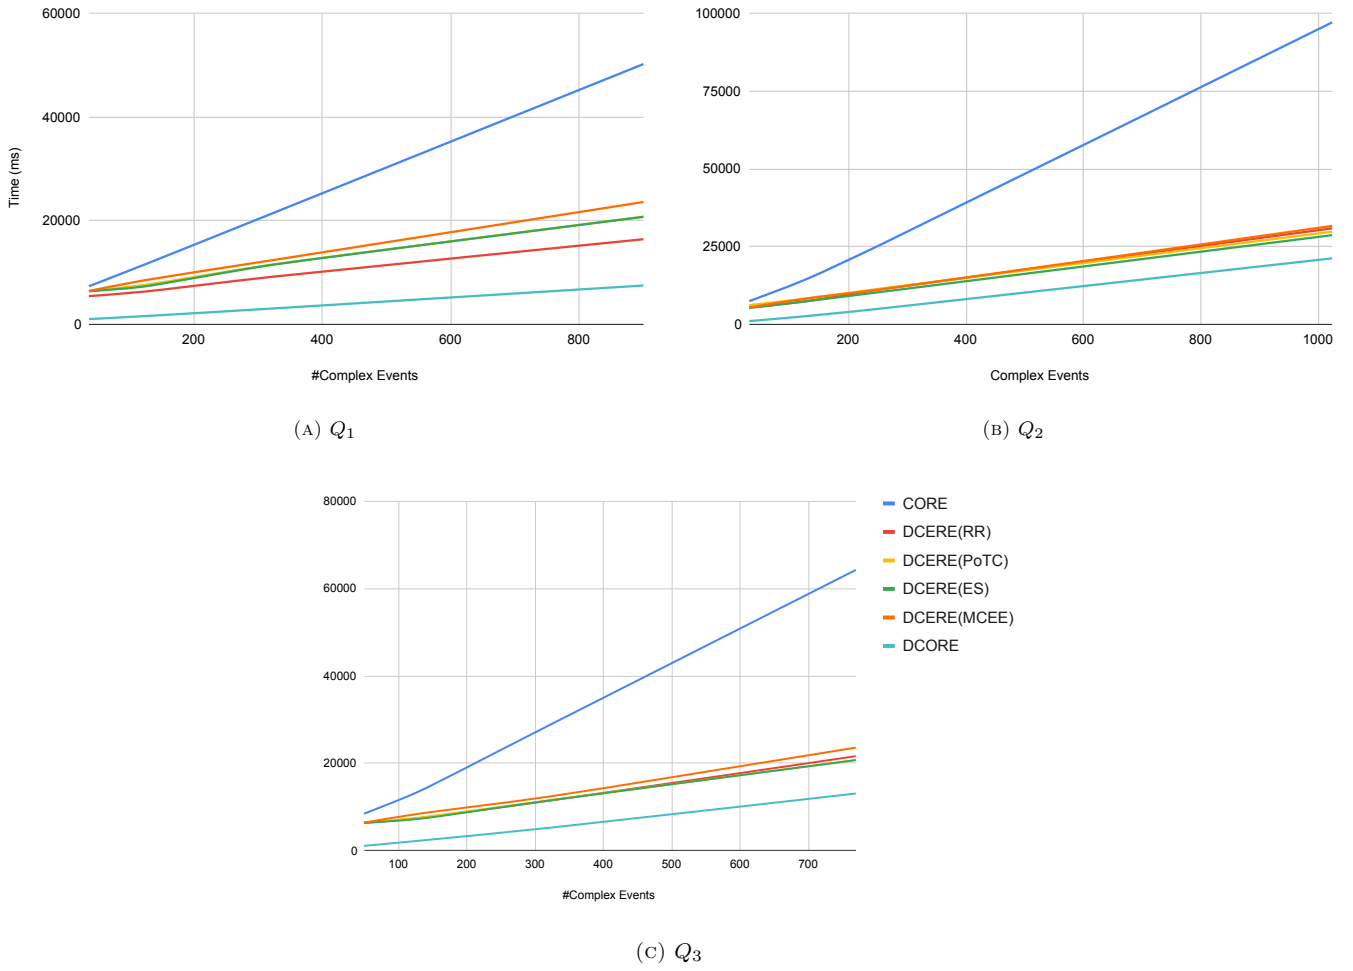 60000
40000
20000
0
Time (ms)
200 400 600 800
#Complex Events
(A) Q1
100000
75000
50000
25000
0
200 400 600 800 1000
Complex Events
(B) Q2
80000
60000
40000
20000
0
100 200 300 400 500 600 700
#Complex Events
CORE
DCERE(RR)
DCERE(PoTC)
DCERE(ES)
DCERE(MCEE)
DCORE
(C) Q3